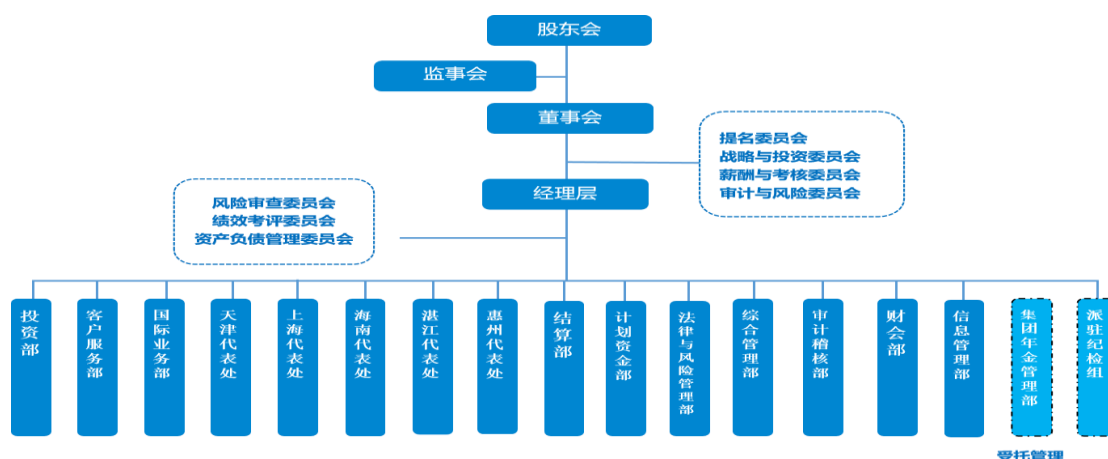 股东会
监事会
董事会
提名委员会
战略与投资委员会
薪酬与考核委员会
审计与风险委员会
经理层
风险审查委员会
绩效考评委员会
资产负债管理委员会
投资部
客户服务部
国际业务部
天津代表处
上海代表处
海南代表处
湛江代表处
惠州代表处
结算部
计划资金部
法律与风险管理部
综合管理部
审计稽核部
财会部
信息管理部
集团年金管理部
派驻纪检组
受托管理